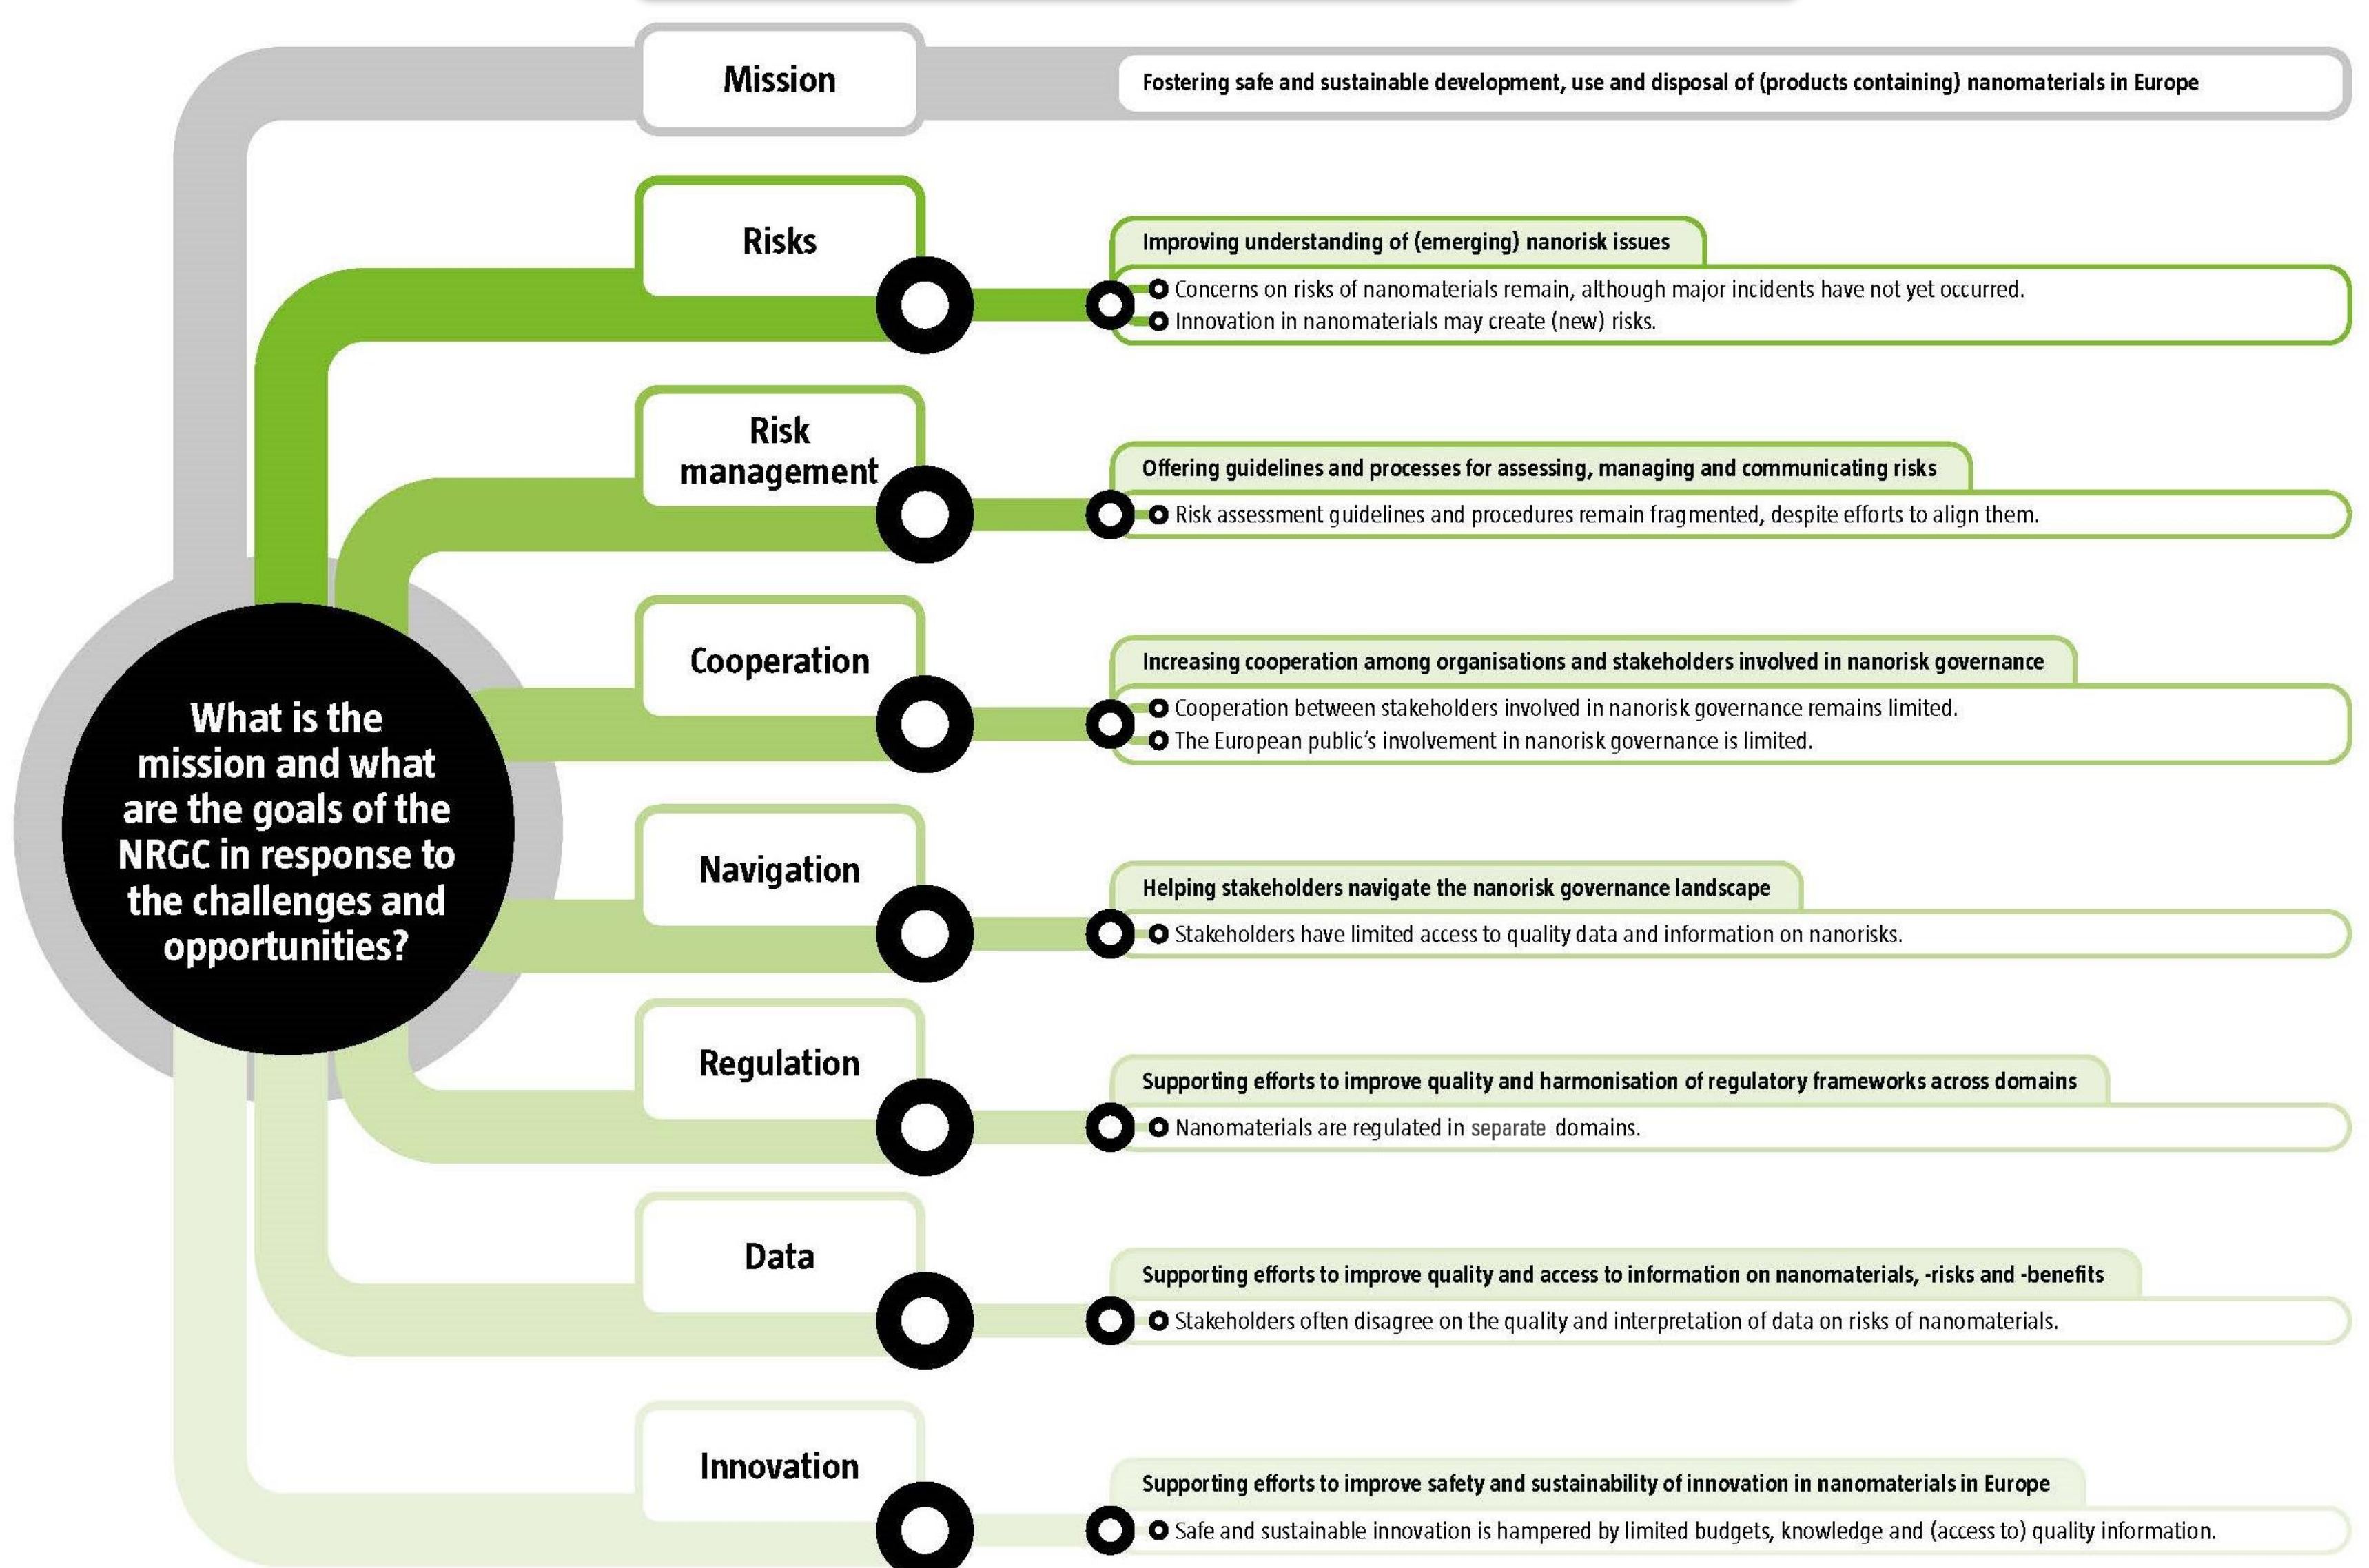 What is the
mission and what
are the goals of the
NRGC in response to
the challenges and
opportunities?
Mission
Fostering safe and sustainable development, use and disposal of (products containing) nanomaterials in Europe
Risks
Improving understanding of (emerging) nanorisk issues
Concerns on risks of nanomaterials remain, although major incidents have not yet occurred.
Innovation in nanomaterials may create (new) risks.
Risk
management
Offering guidelines and processes for assessing, managing and communicating risks
Risk assessment guidelines and procedures remain fragmented, despite efforts to align them.
Cooperation
Increasing cooperation among organisations and stakeholders involved in nanorisk governance
Cooperation between stakeholders involved in nanorisk governance remains limited.
The European public's involvement in nanorisk governance is limited.
Navigation
Helping stakeholders navigate the nanorisk governance landscape
Stakeholders have limited access to quality data and information on nanorisks.
Regulation
Supporting efforts to improve quality and harmonisation of regulatory frameworks across domains
Nanomaterials are regulated in separate domains.
Data
Supporting efforts to improve quality and access to information on nanomaterials, -risks and -benefits
Stakeholders often disagree on the quality and interpretation of data on risks of nanomaterials.
Innovation
Supporting efforts to improve safety and sustainability of innovation in nanomaterials in Europe
Safe and sustainable innovation is hampered by limited budgets, knowledge and (access to) quality information.